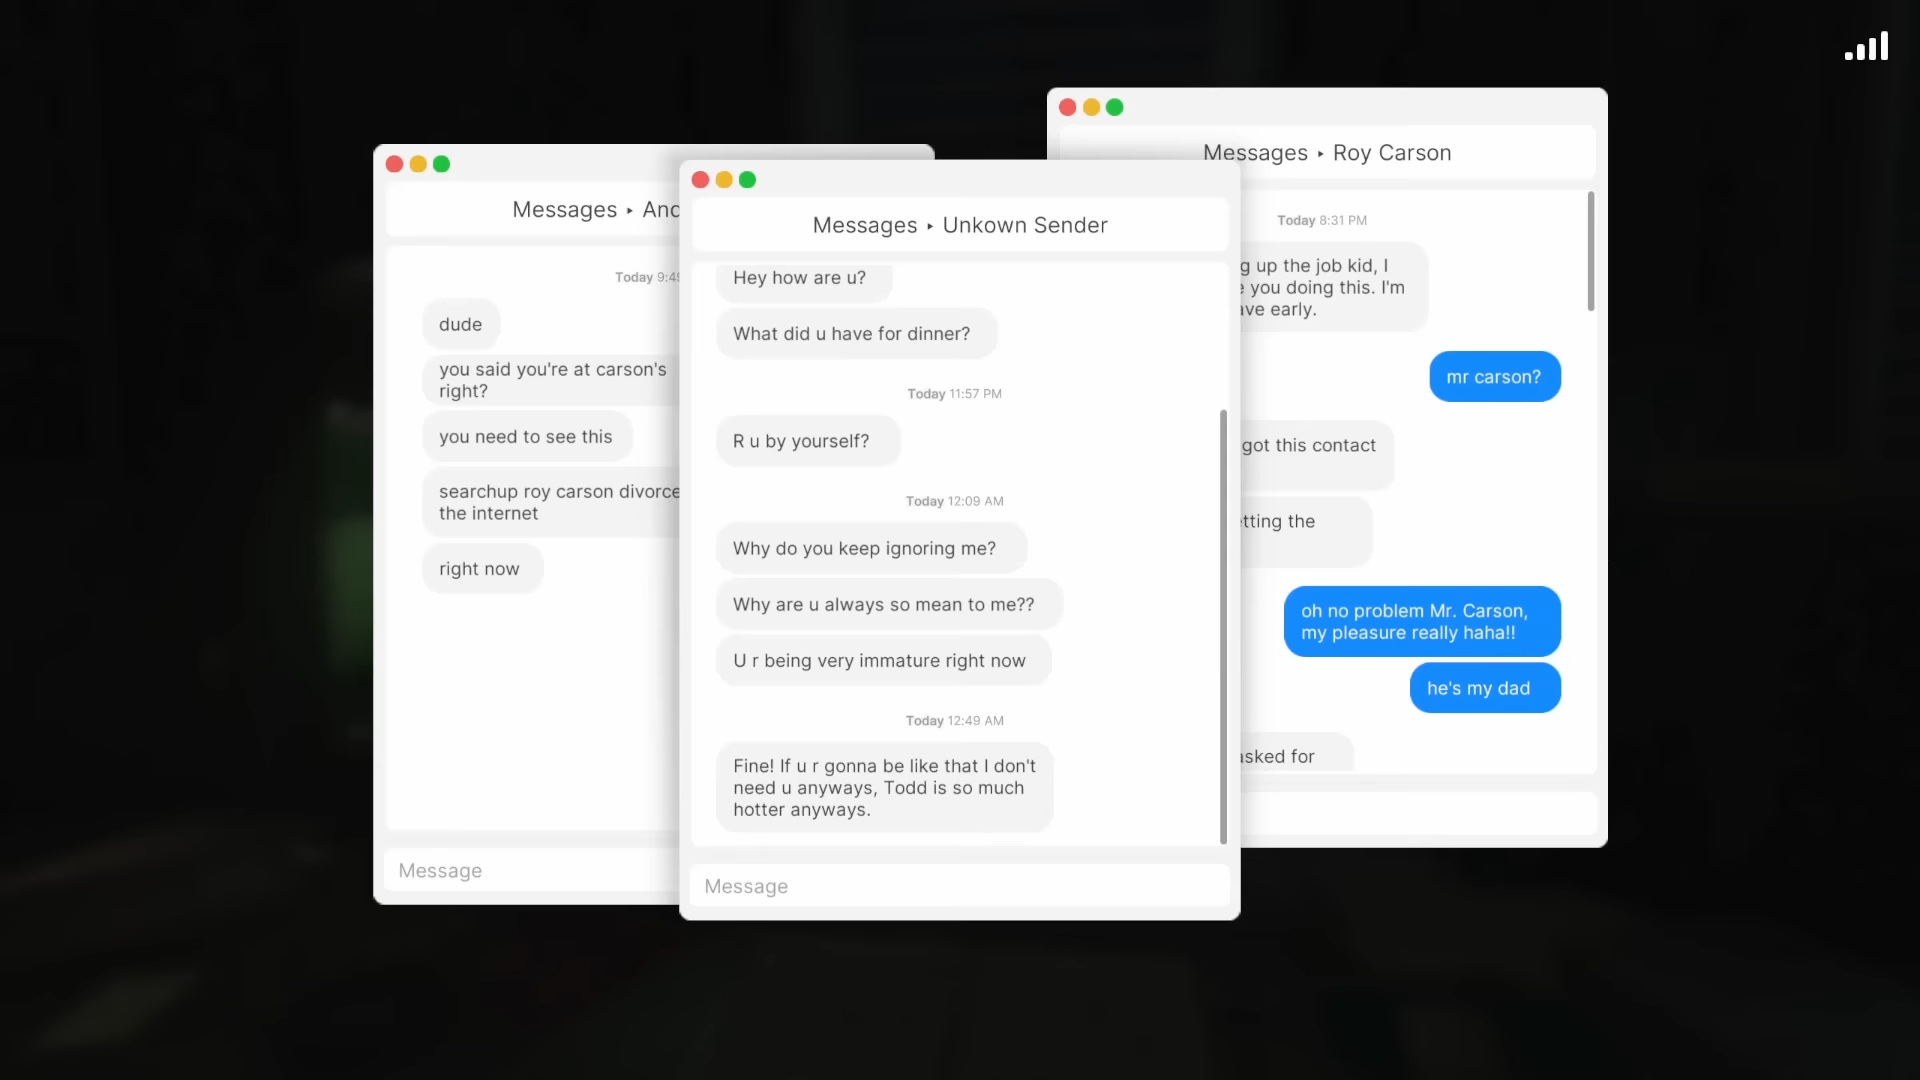 Messages ▸ And
Today 9:4
dude
you said you're at carson's
right?
you need to see this
searchup roy carson divorce
the internet
right now
Message
Messages ▸ Unkown Sender
Hey how are u?
What did u have for dinner?
Today 11:57 PM
R u by yourself?
Today 12:09 AM
Why do you keep ignoring me?
Why are u always so mean to me??
U r being very immature right now
Today 12:49 AM
Fine! If u r gonna be like that I don't
need u anyways, Todd is so much
hotter anyways.
Message
Messages ▸ Roy Carson
Today 8:31 PM
g up the job kid, I
you doing this. I'm
ave early.
mr carson?
got this contact
tting the
oh no problem Mr. Carson,
my pleasure really haha!!
he's my dad
asked for